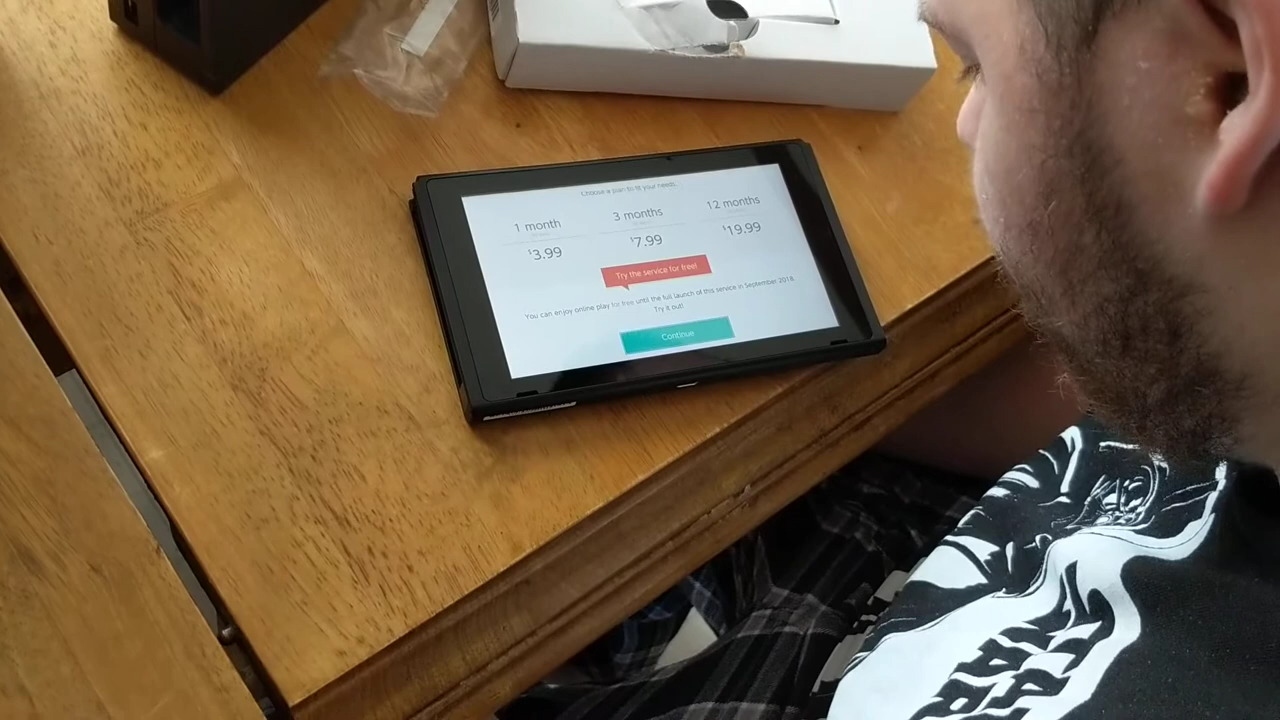 Choose a plan to fit your needs.
1 month
3 months
12 months
$3.99
$7.99
$19.99
Try the service for free!
You can enjoy online play for free until the full launch of this service in September 2018.
Try it out!
Continue